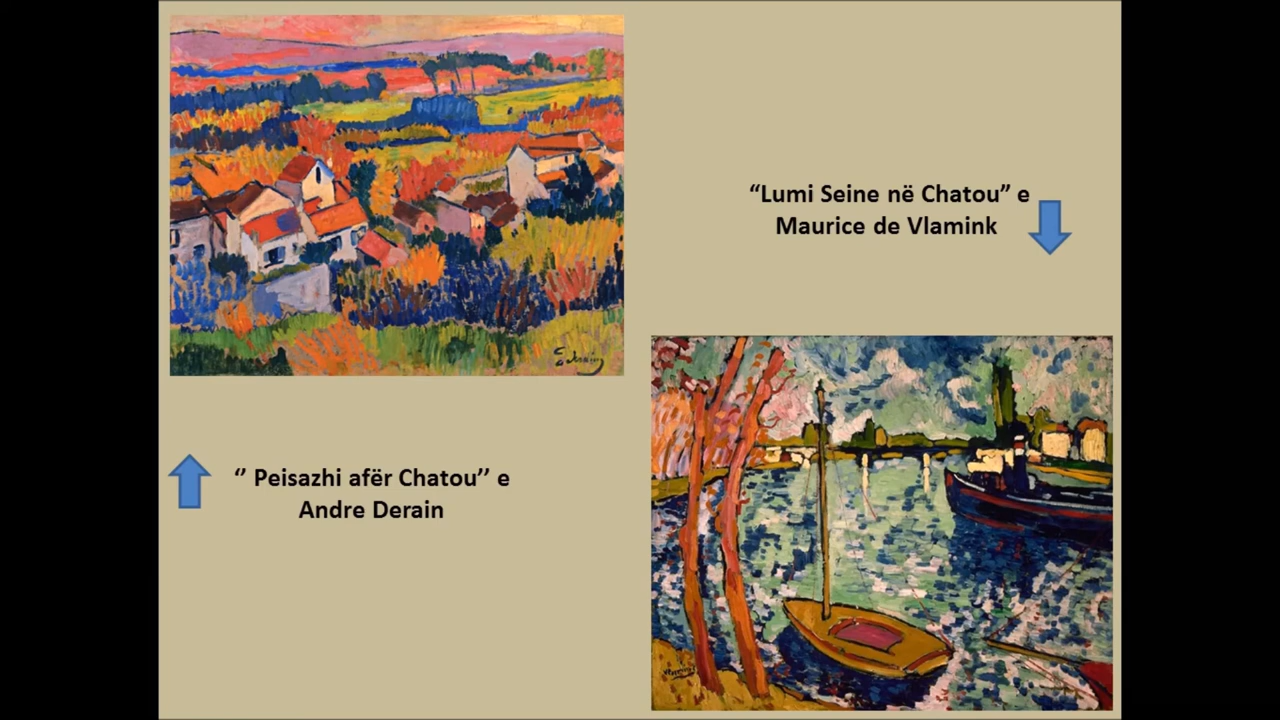 “Lumi Seine në Chatou” e
Maurice de Vlamink
‘’ Peisazhi afër Chatou’’ e
Andre Derain